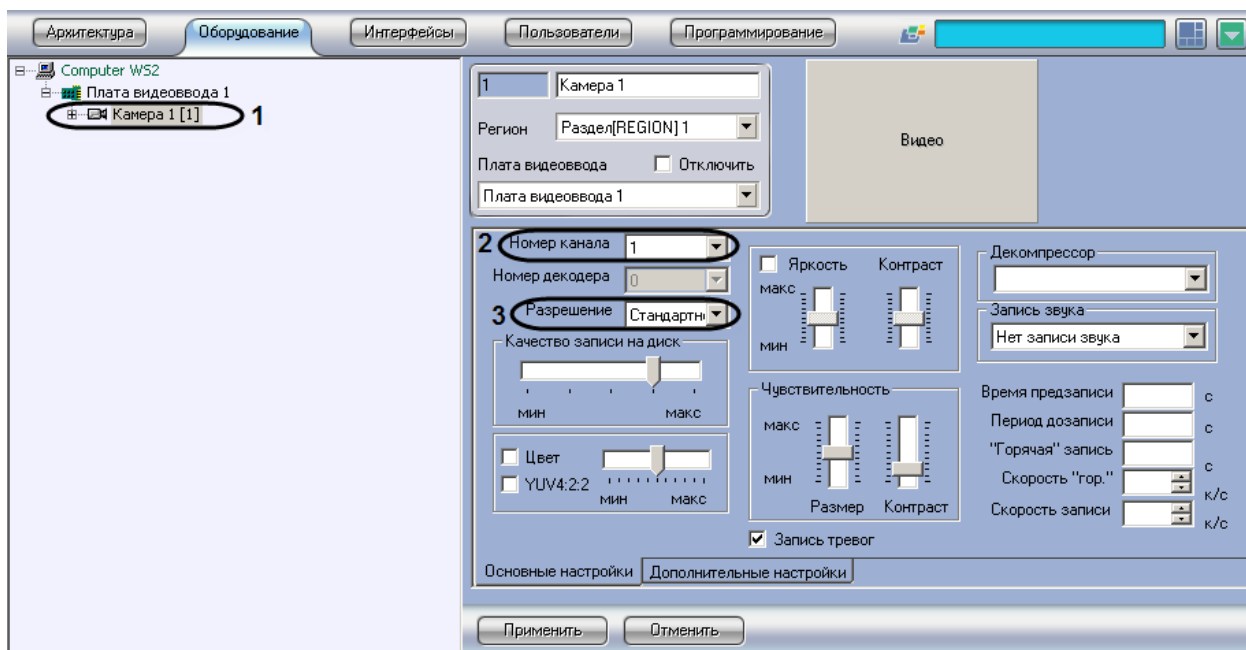 Архитектура Оборудование Интерфейсы Пользователи Программирование
Computer WS2
Плата видеоввода 1
Камера 1 [1] 1
1 Камера 1
Регион Раздел[REGION] 1
Плата видеоввода Отключить
Плата видеоввода 1
Видео
2 Номер канала 1
Номер декодера 0
3 Разрешение Стандартн
Качество записи на диск
мин макс
Цвет
YUV4:2:2
мин макс
Яркость Контраст
макс
мин
Чувствительность
макс
мин
Размер Контраст
Запись тревог
Декомпрессор
Запись звука
Нет записи звука
Время предзаписи с
Период дозаписи с
"Горячая" запись с
Скорость "гор." к/с
Скорость записи к/с
Основные настройки Дополнительные настройки
Применить Отменить